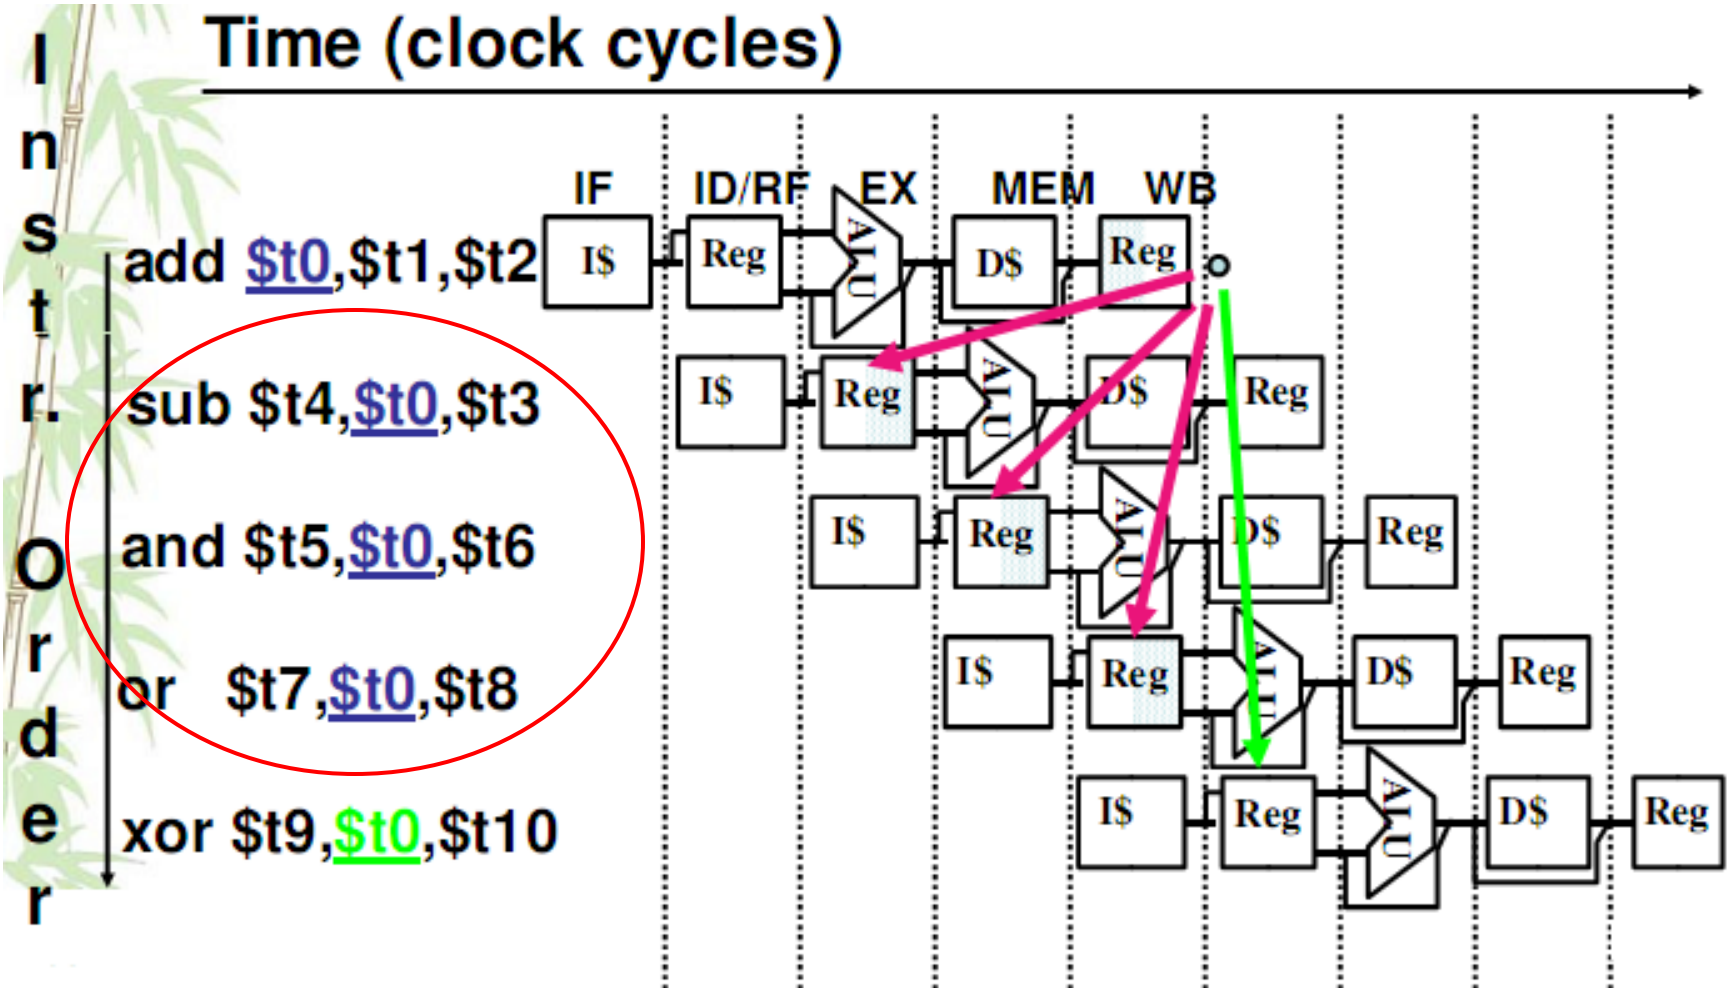 Time (clock cycles)
Instr. Order
IF ID/RF EX MEM WB
add $t0,$t1,$t2 I$ Reg ALU D$ Reg
sub $t4,$t0,$t3 I$ Reg ALU D$ Reg
and $t5,$t0,$t6 I$ Reg ALU D$ Reg
or $t7,$t0,$t8 I$ Reg ALU D$ Reg
xor $t9,$t0,$t10 I$ Reg ALU D$ Reg